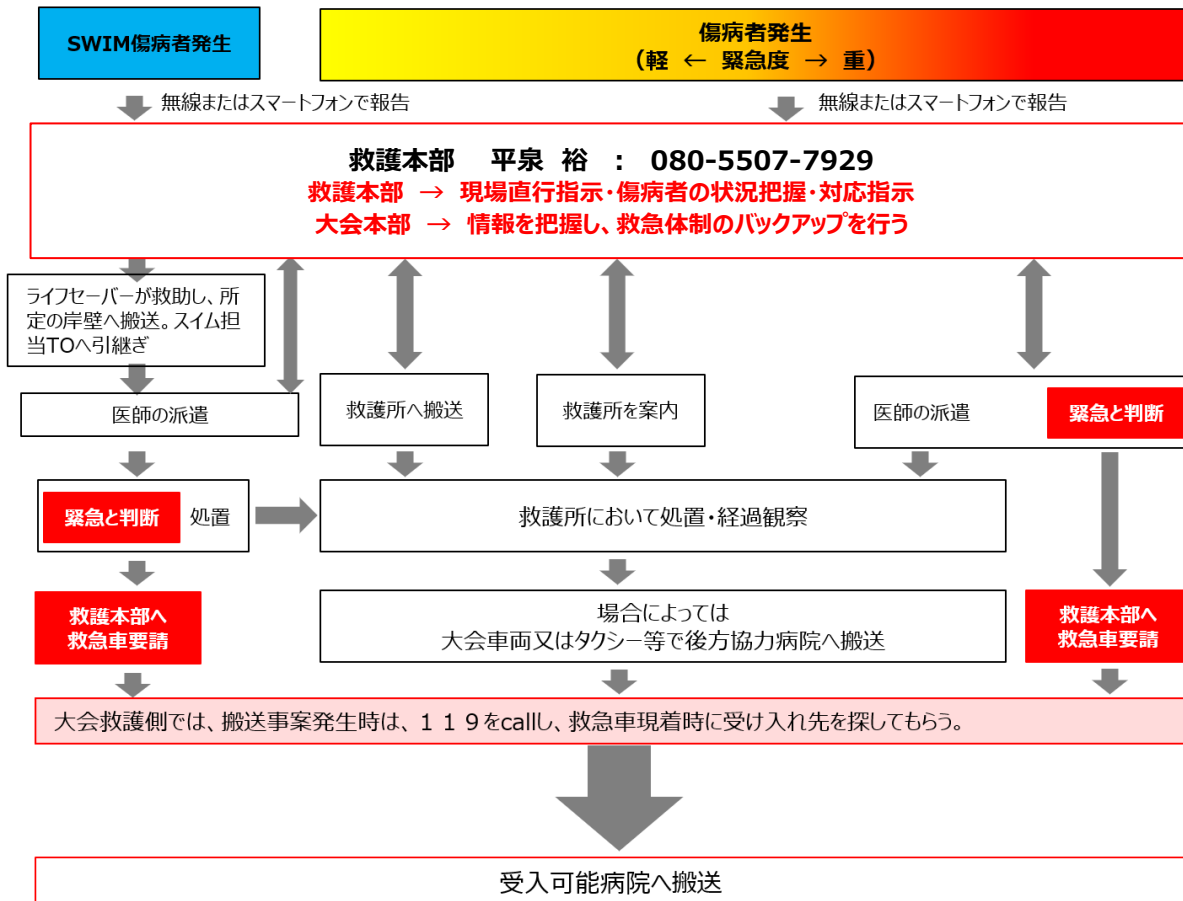 SWIM傷病者発生
傷病者発生
（軽 ← 緊急度 → 重）
無線またはスマートフォンで報告
無線またはスマートフォンで報告
救護本部 平泉 裕 ： 080-5507-7929
救護本部 → 現場直行指示・傷病者の状況把握・対応指示
大会本部 → 情報を把握し、救急体制のバックアップを行う
ライフセーバーが救助し、所
定の岸壁へ搬送。スイム担
当TOへ引継ぎ
医師の派遣
救護所へ搬送
救護所を案内
医師の派遣
緊急と判断
緊急と判断
処置
救護所において処置・経過観察
救護本部へ
救急車要請
場合によっては
大会車両又はタクシー等で後方協力病院へ搬送
救護本部へ
救急車要請
大会救護側では、搬送事案発生時は、１１９をcallし、救急車現着時に受け入れ先を探してもらう。
受入可能病院へ搬送